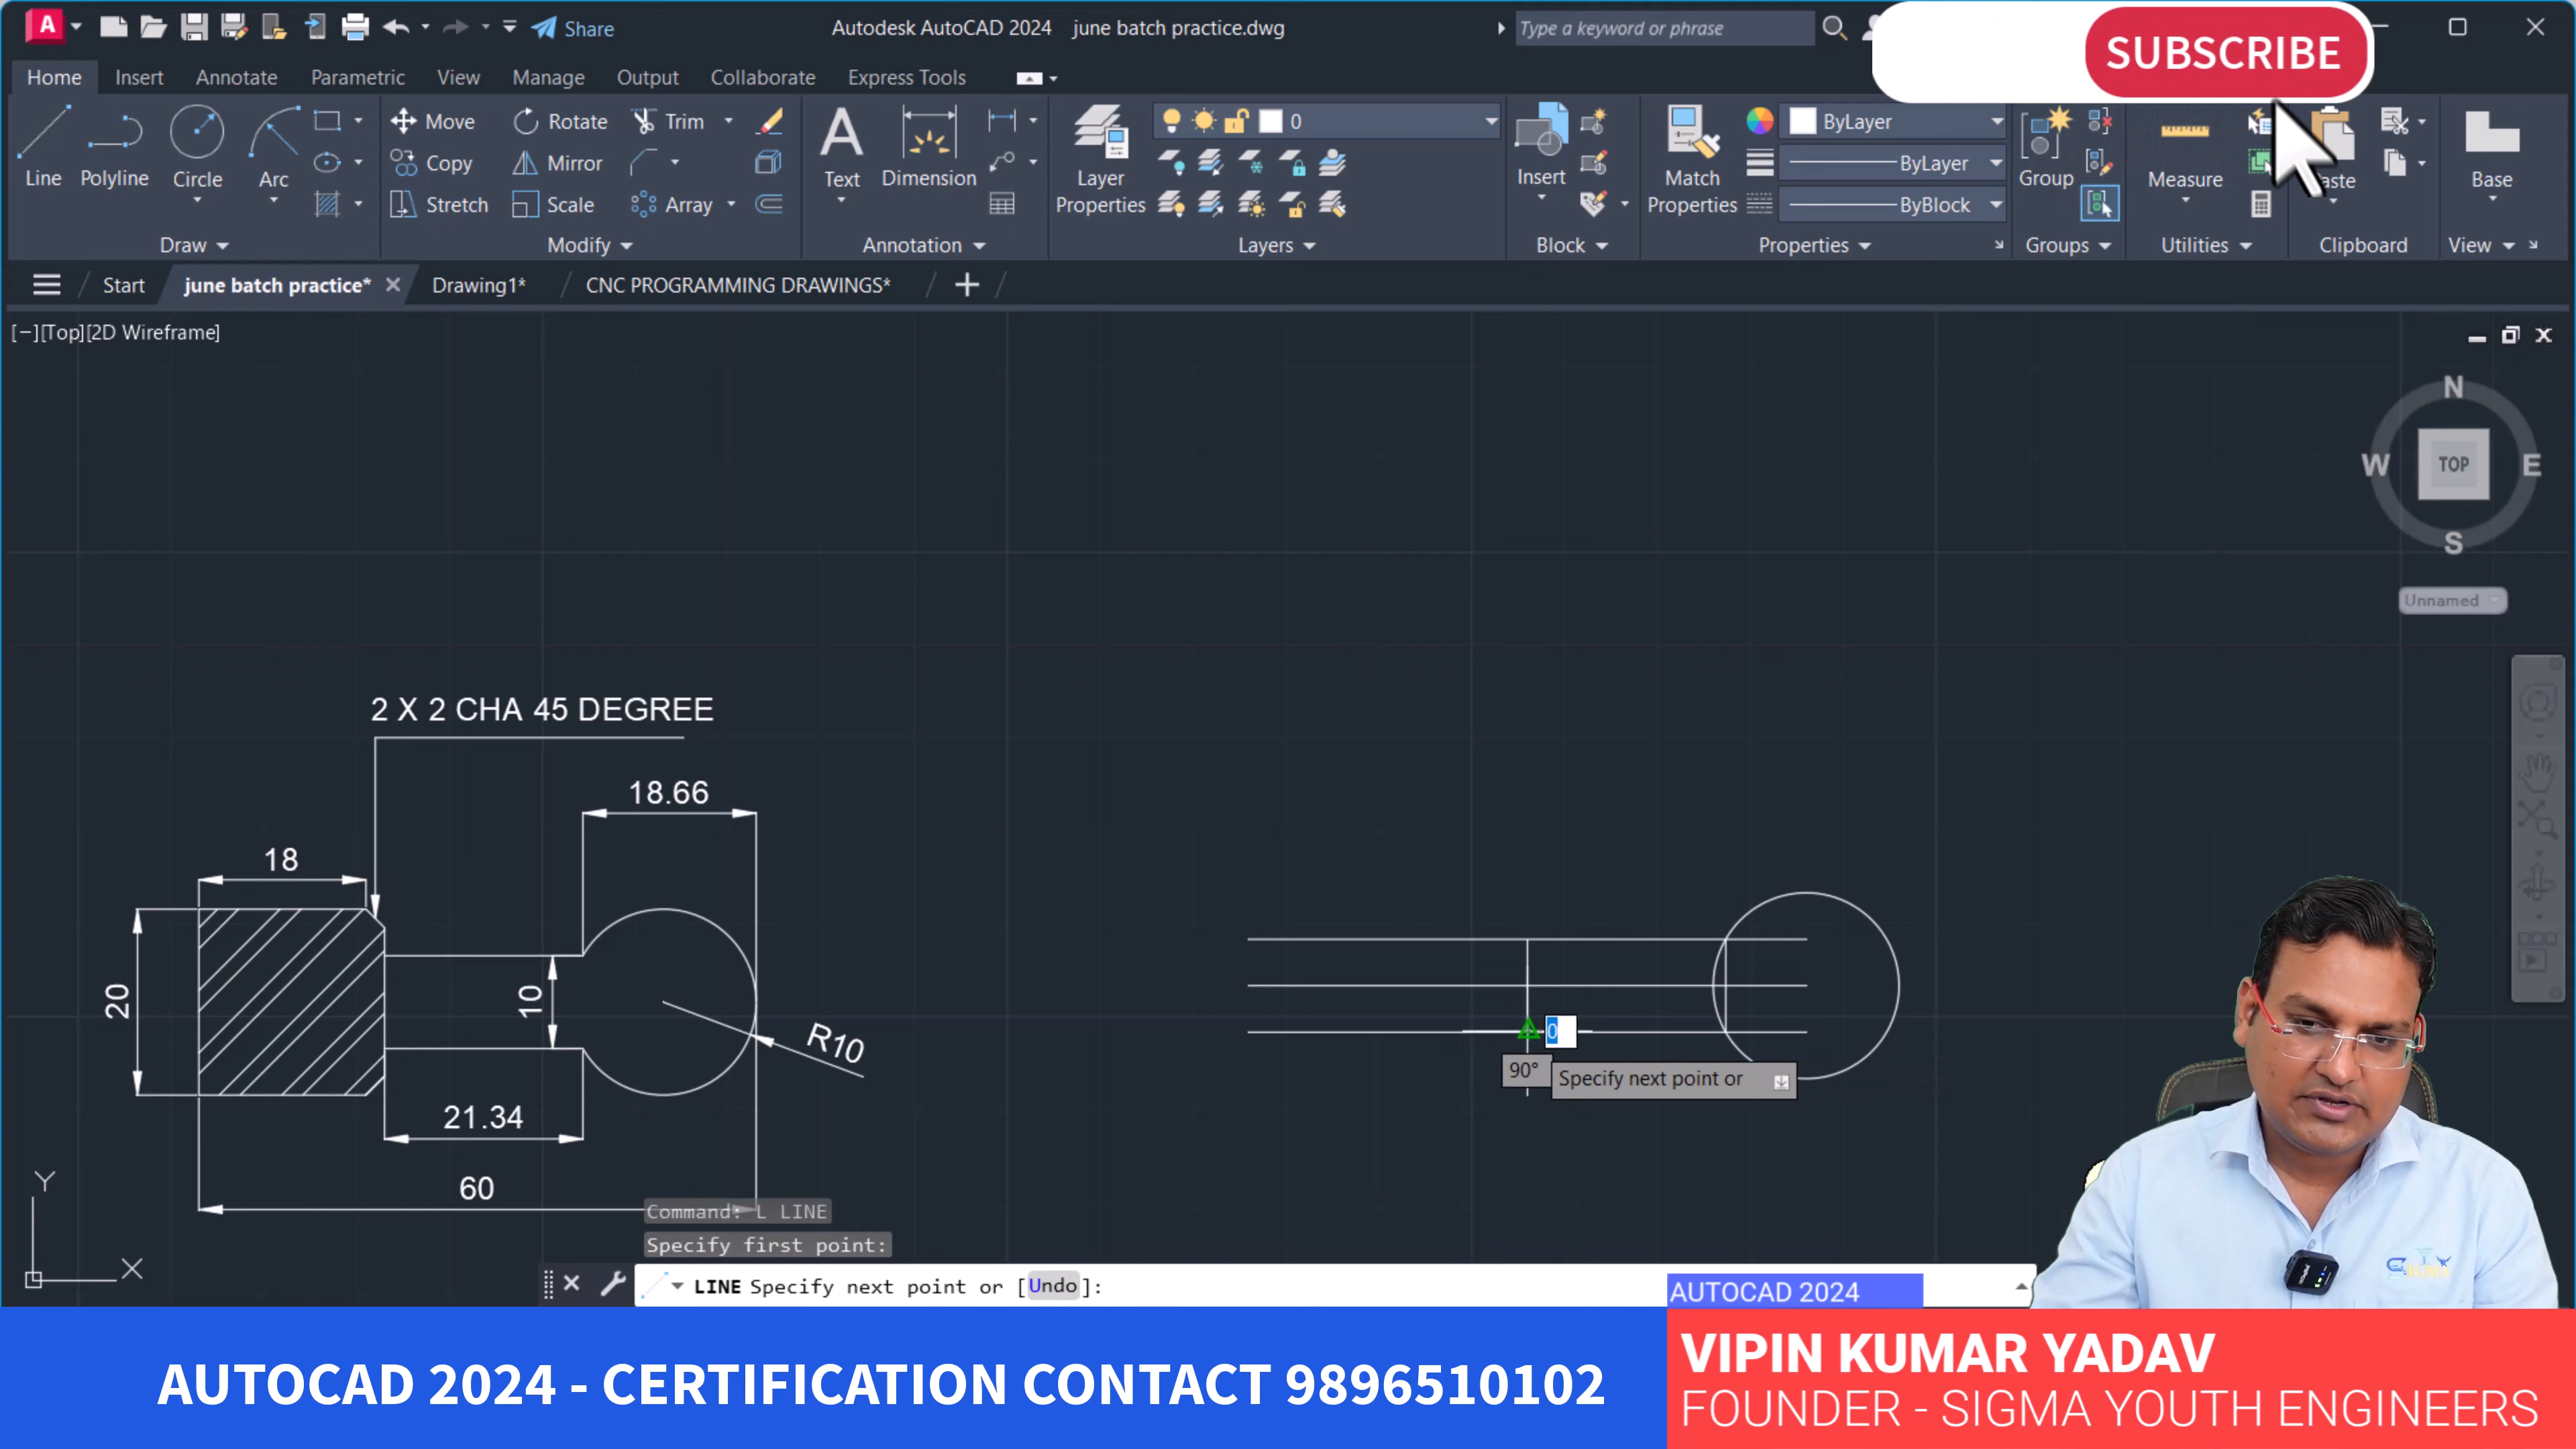 Share
Autodesk AutoCAD 2024 june batch practice.dwg
Type a keyword or phrase
SUBSCRIBE
Home Insert Annotate Parametric View Manage Output Collaborate Express Tools
Line Polyline Circle Arc
Move Rotate Trim
Copy Mirror
Stretch Scale Array
Text Dimension
Layer Properties
0
Insert
Match Properties
ByLayer
ByLayer
ByBlock
Group
Measure
Base
Draw Modify Annotation Layers Block Properties Groups Utilities Clipboard View
Start june batch practice* Drawing1* CNC PROGRAMMING DRAWINGS*
[−][Top][2D Wireframe]
N
W TOP E
S
Unnamed
2 X 2 CHA 45 DEGREE
18.66
18
20
10
R10
21.34
60
0
90°
Specify next point or
Y
X
Command: L LINE
Specify first point:
LINE Specify next point or [Undo]:
AUTOCAD 2024
AUTOCAD 2024 - CERTIFICATION CONTACT 9896510102
VIPIN KUMAR YADAV
FOUNDER - SIGMA YOUTH ENGINEERS